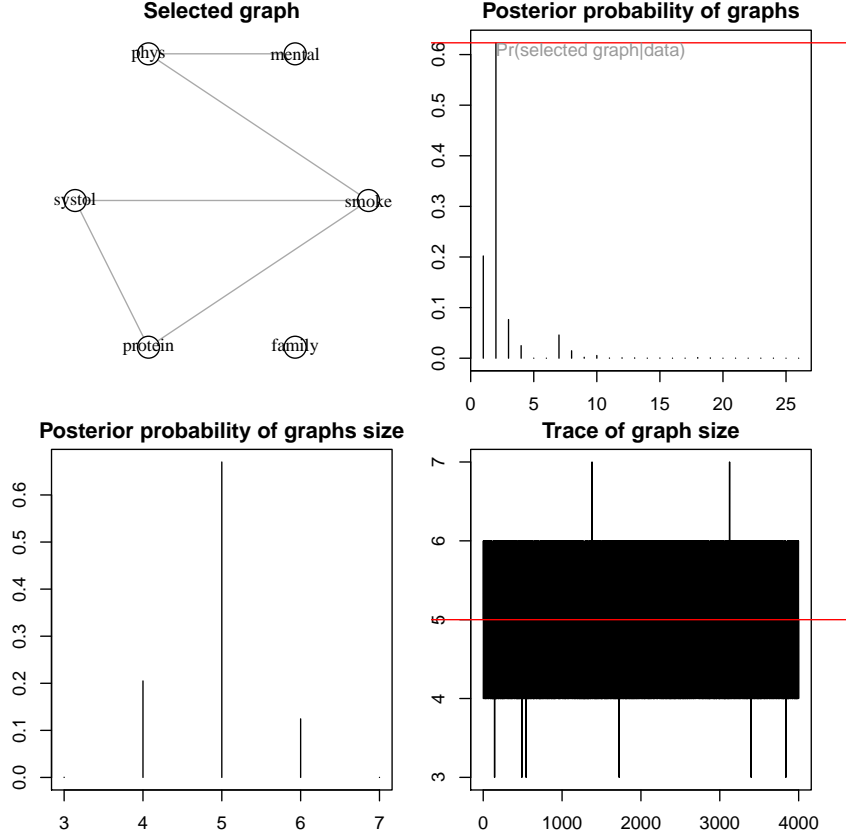 Selected graph
phys
mental
systol
smoke
protein
family
Posterior probability of graphs
Pr(selected graph|data)
0.0 0.1 0.2 0.3 0.4 0.5 0.6
0 5 10 15 20 25
Posterior probability of graphs size
0.0 0.1 0.2 0.3 0.4 0.5 0.6
3 4 5 6 7
Trace of graph size
3 4 5 6 7
0 1000 2000 3000 4000